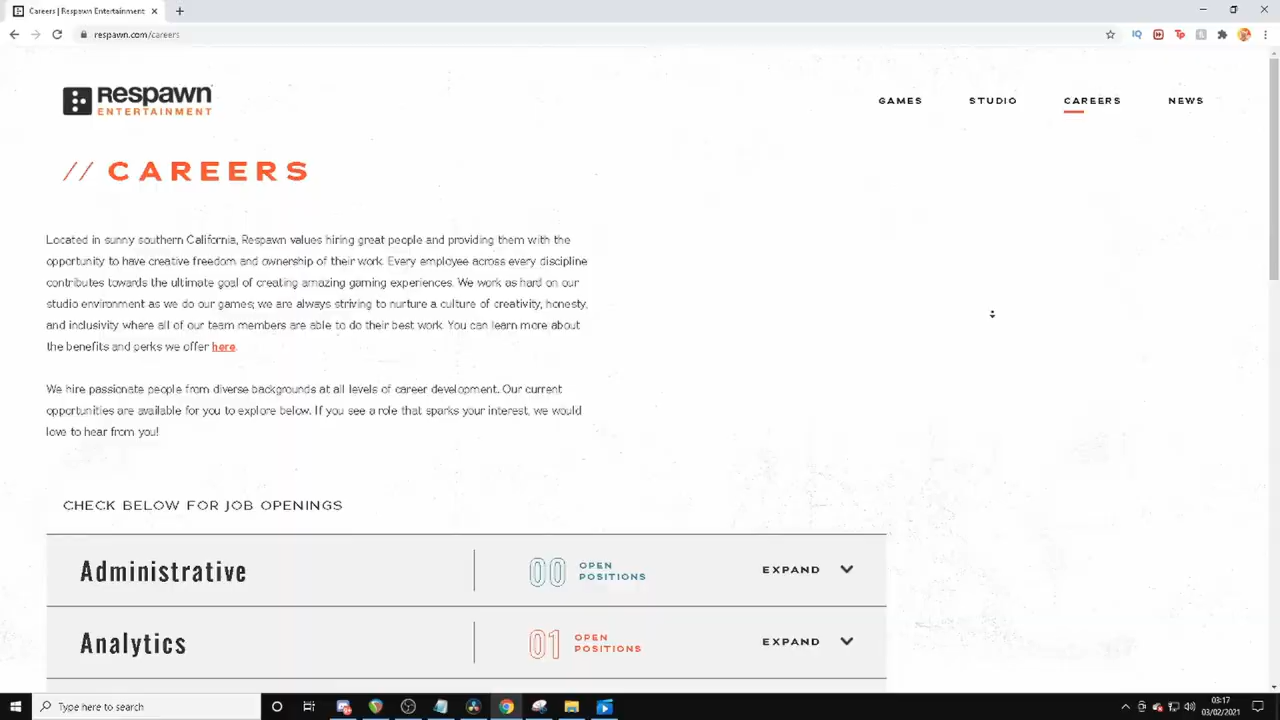 Careers | Respawn Entertainment
respawn.com/careers
IQ
Tp
Respawn
ENTERTAINMENT
GAMES
STUDIO
CAREERS
NEWS
// CAREERS
Located in sunny southern California, Respawn values hiring great people and providing them with the
opportunity to have creative freedom and ownership of their work. Every employee across every discipline
contributes towards the ultimate goal of creating amazing gaming experiences. We work as hard on our
studio environment as we do our games; we are always striving to nurture a culture of creativity, honesty,
and inclusivity where all of our team members are able to do their best work. You can learn more about
the benefits and perks we offer here.
We hire passionate people from diverse backgrounds at all levels of career development. Our current
opportunities are available for you to explore below. If you see a role that sparks your interest, we would
love to hear from you!
CHECK BELOW FOR JOB OPENINGS
Administrative
00
OPEN
POSITIONS
EXPAND
Analytics
01
OPEN
POSITIONS
EXPAND
Type here to search
03:17
03/02/2021